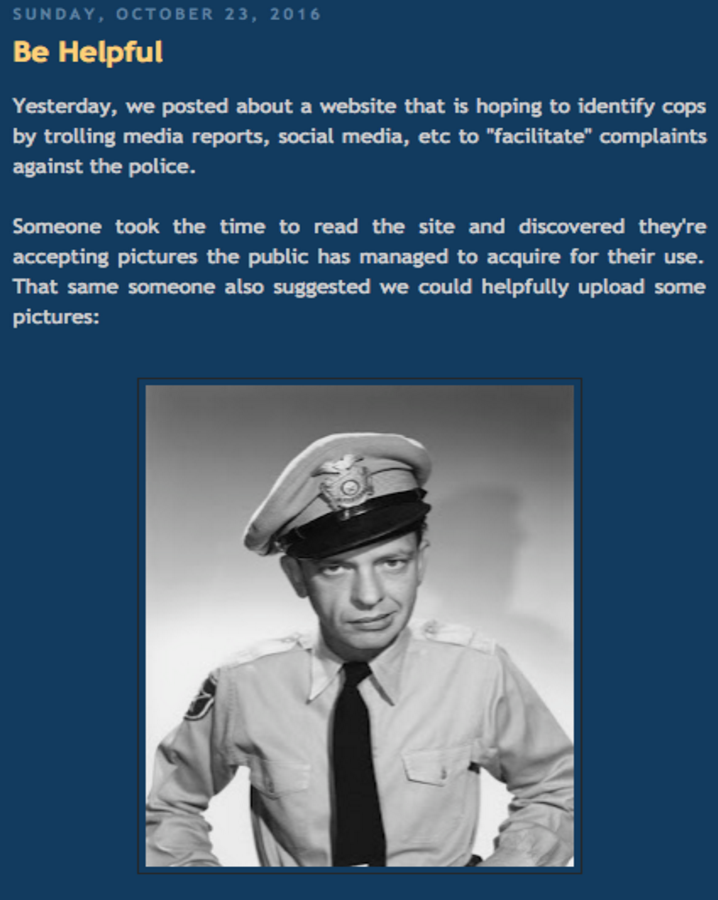 SUNDAY, OCTOBER 23, 2016
Be Helpful
Yesterday, we posted about a website that is hoping to identify cops
by trolling media reports, social media, etc to "facilitate" complaints
against the police.
Someone took the time to read the site and discovered they're
accepting pictures the public has managed to acquire for their use.
That same someone also suggested we could helpfully upload some
pictures: